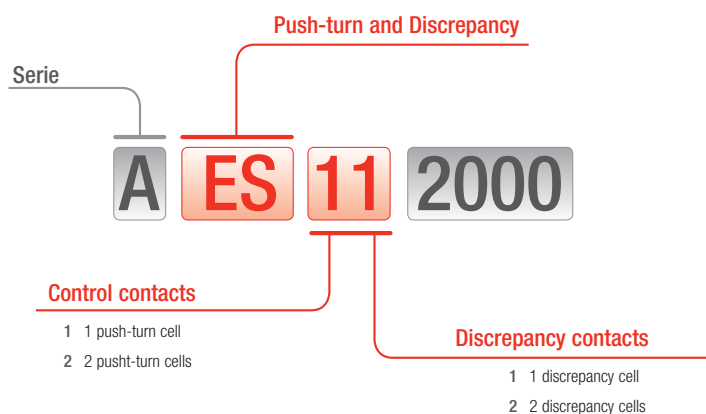 Push-turn and Discrepancy
Serie
A ES 11 2000
Control contacts
1 1 push-turn cell
2 2 pusht-turn cells
Discrepancy contacts
1 1 discrepancy cell
2 2 discrepancy cells